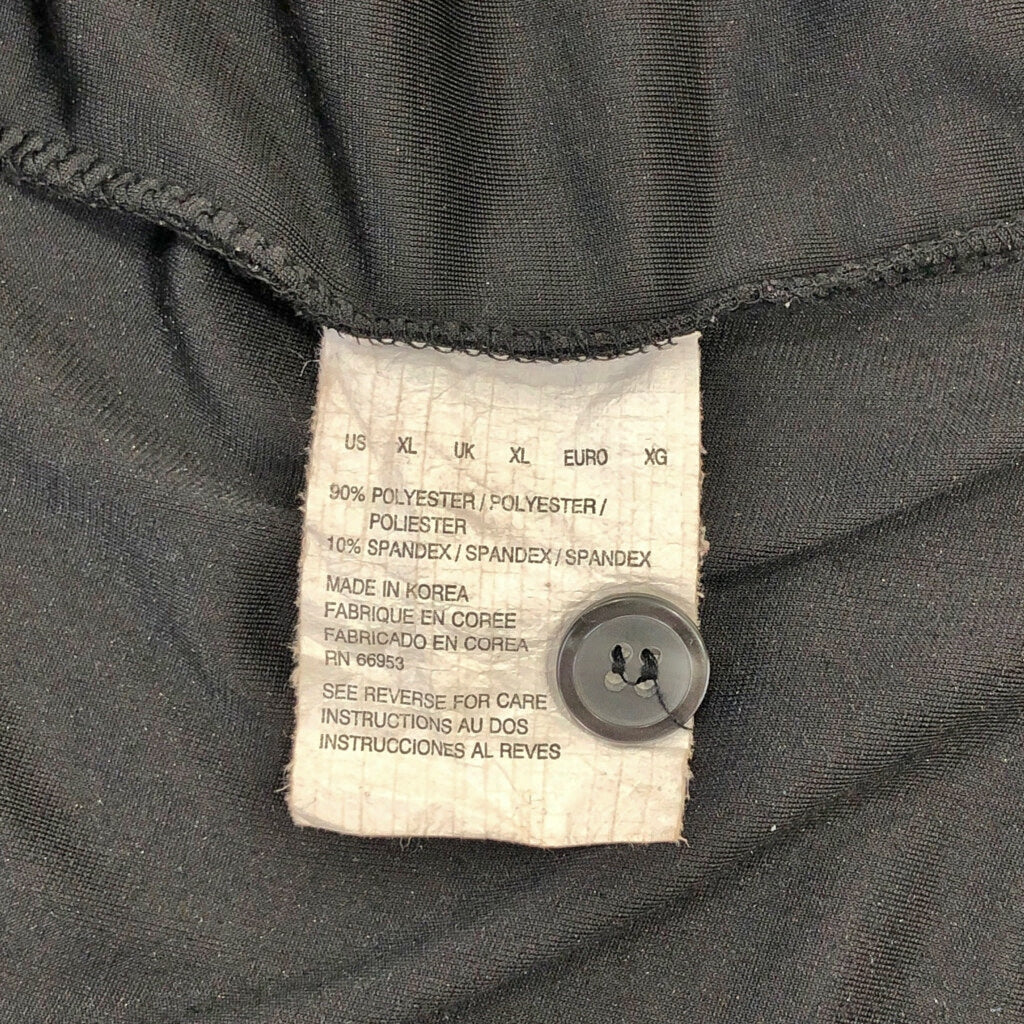 US XL UK XL EURO XG
90% POLYESTER / POLYESTER /
POLIESTER
10% SPANDEX / SPANDEX / SPANDEX
MADE IN KOREA
FABRIQUE EN COREE
FABRICADO EN COREA
RN 66953
SEE REVERSE FOR CARE
INSTRUCTIONS AU DOS
INSTRUCCIONES AL REVES